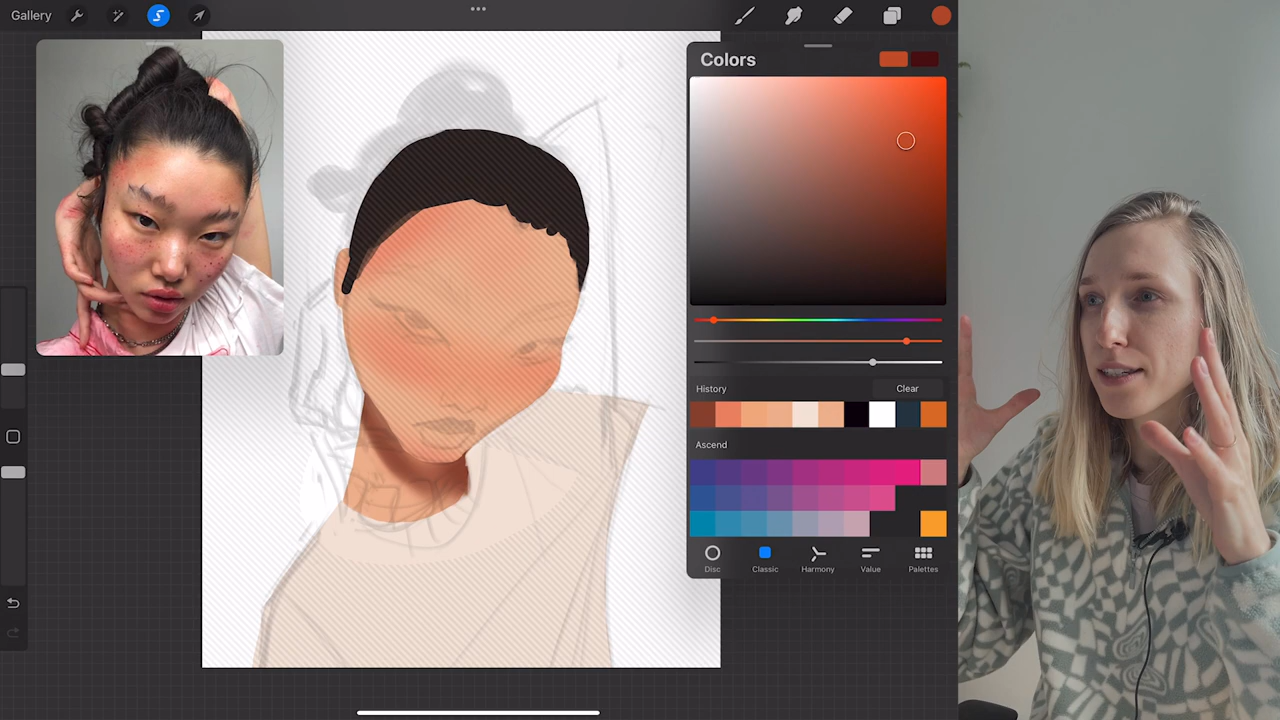 Gallery
Colors
History
Clear
Ascend
Disc
Classic
Harmony
Value
Palettes